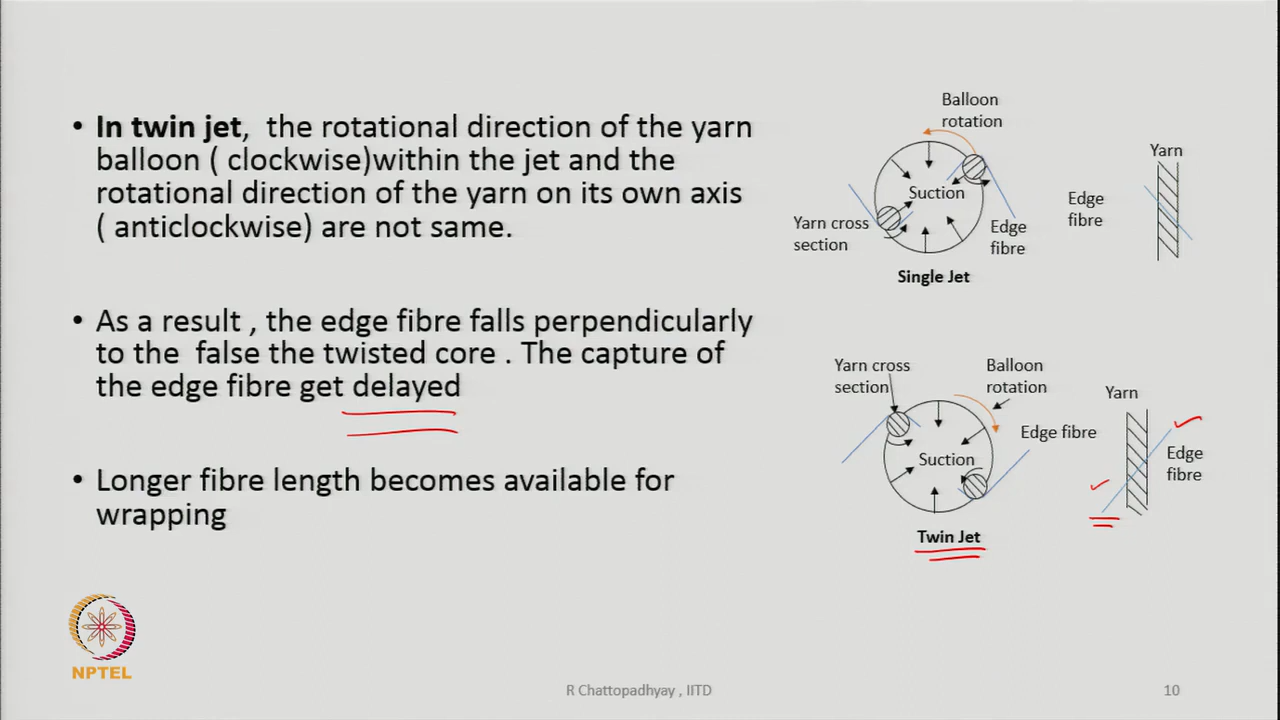 • In twin jet, the rotational direction of the yarn
balloon ( clockwise)within the jet and the
rotational direction of the yarn on its own axis
( anticlockwise) are not same.
• As a result , the edge fibre falls perpendicularly
to the false the twisted core . The capture of
the edge fibre get delayed
• Longer fibre length becomes available for
wrapping
Balloon
rotation
Suction
Yarn cross
section
Edge
fibre
Single Jet
Yarn
Edge
fibre
Yarn cross
section
Balloon
rotation
Edge fibre
Suction
Twin Jet
Yarn
Edge
fibre
NPTEL
R Chattopadhyay , IITD
10